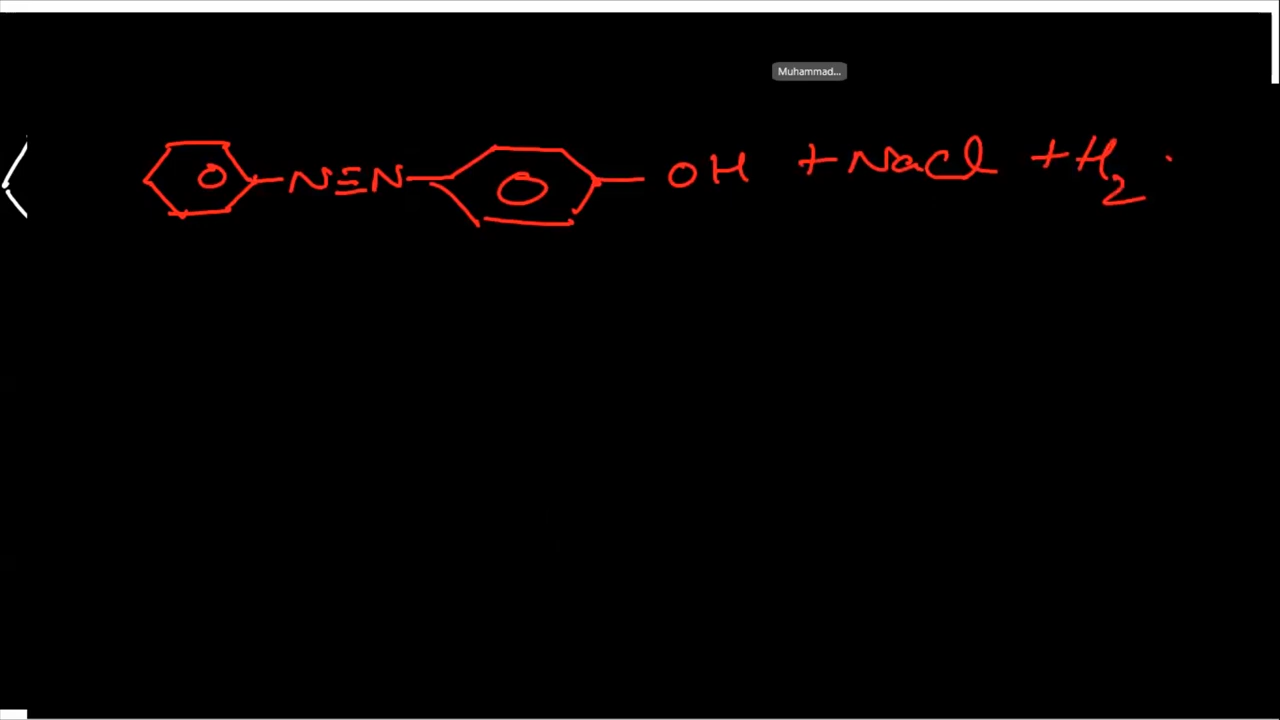 Muhammad...
N≡N OH + NaCl + H₂